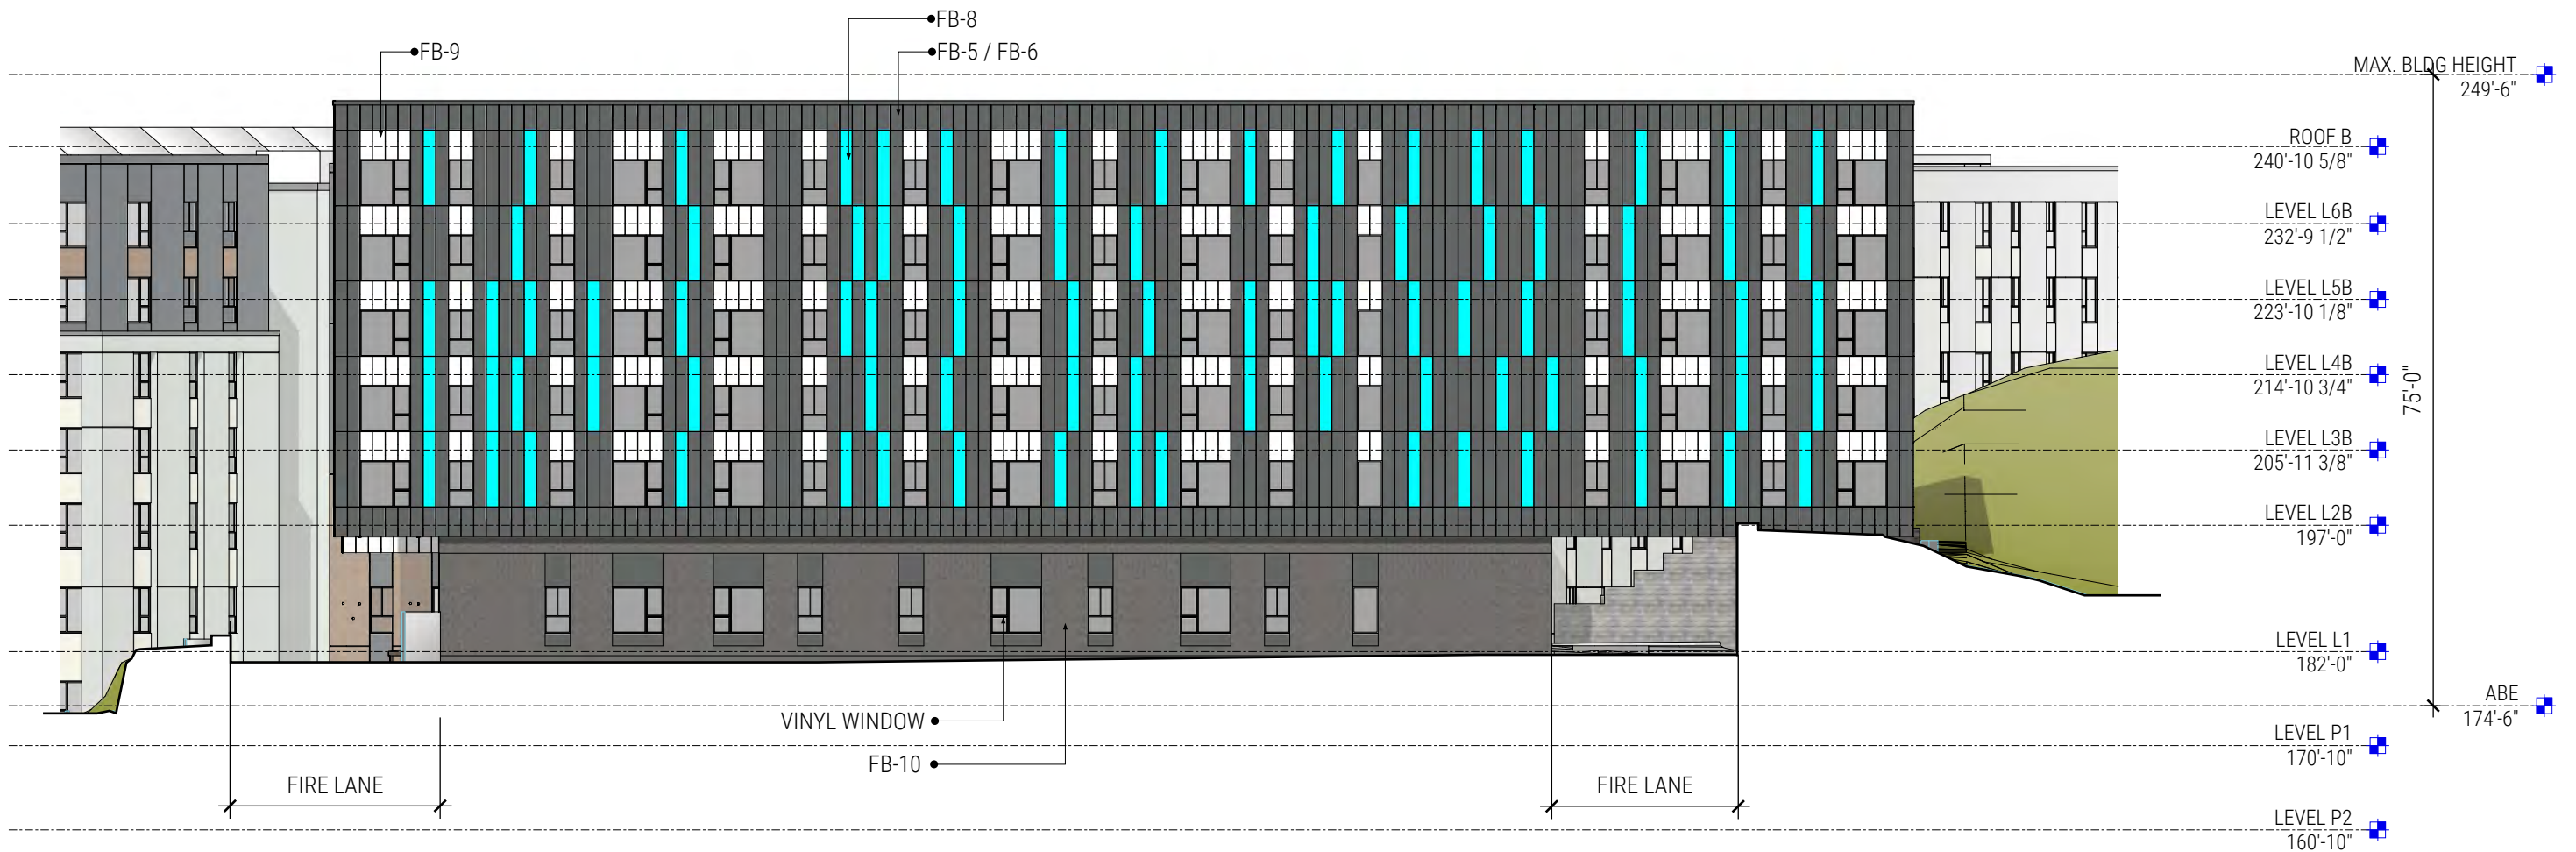 FB-8
FB-9
FB-5 / FB-6
MAX. BLDG HEIGHT
249'-6"
ROOF B
240'-10 5/8"
LEVEL L6B
232'-9 1/2"
LEVEL L5B
223'-10 1/8"
LEVEL L4B
214'-10 3/4"
75'-0"
LEVEL L3B
205'-11 3/8"
LEVEL L2B
197'-0"
LEVEL L1
182'-0"
ABE
174'-6"
VINYL WINDOW
LEVEL P1
170'-10"
FB-10
FIRE LANE
FIRE LANE
LEVEL P2
160'-10"